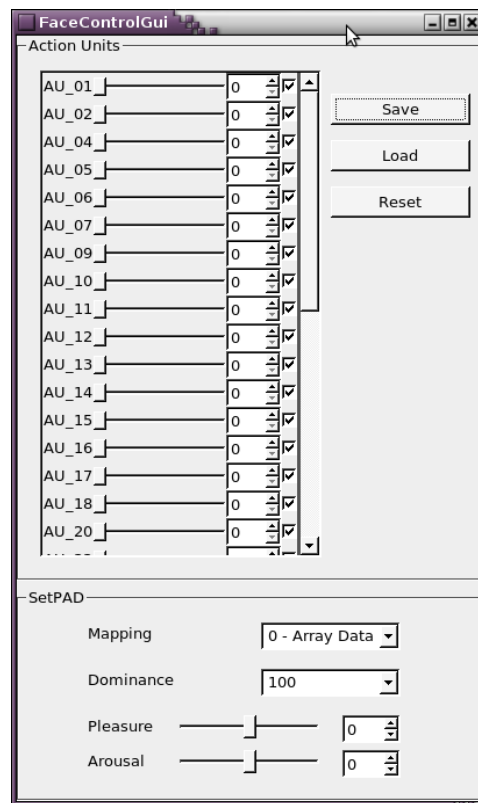 FaceControlGui
Action Units
AU_01 0
AU_02 0
AU_04 0
AU_05 0
AU_06 0
AU_07 0
AU_09 0
AU_10 0
AU_11 0
AU_12 0
AU_13 0
AU_14 0
AU_15 0
AU_16 0
AU_17 0
AU_18 0
AU_20 0
Save
Load
Reset
SetPAD
Mapping 0 - Array Data
Dominance 100
Pleasure 0
Arousal 0